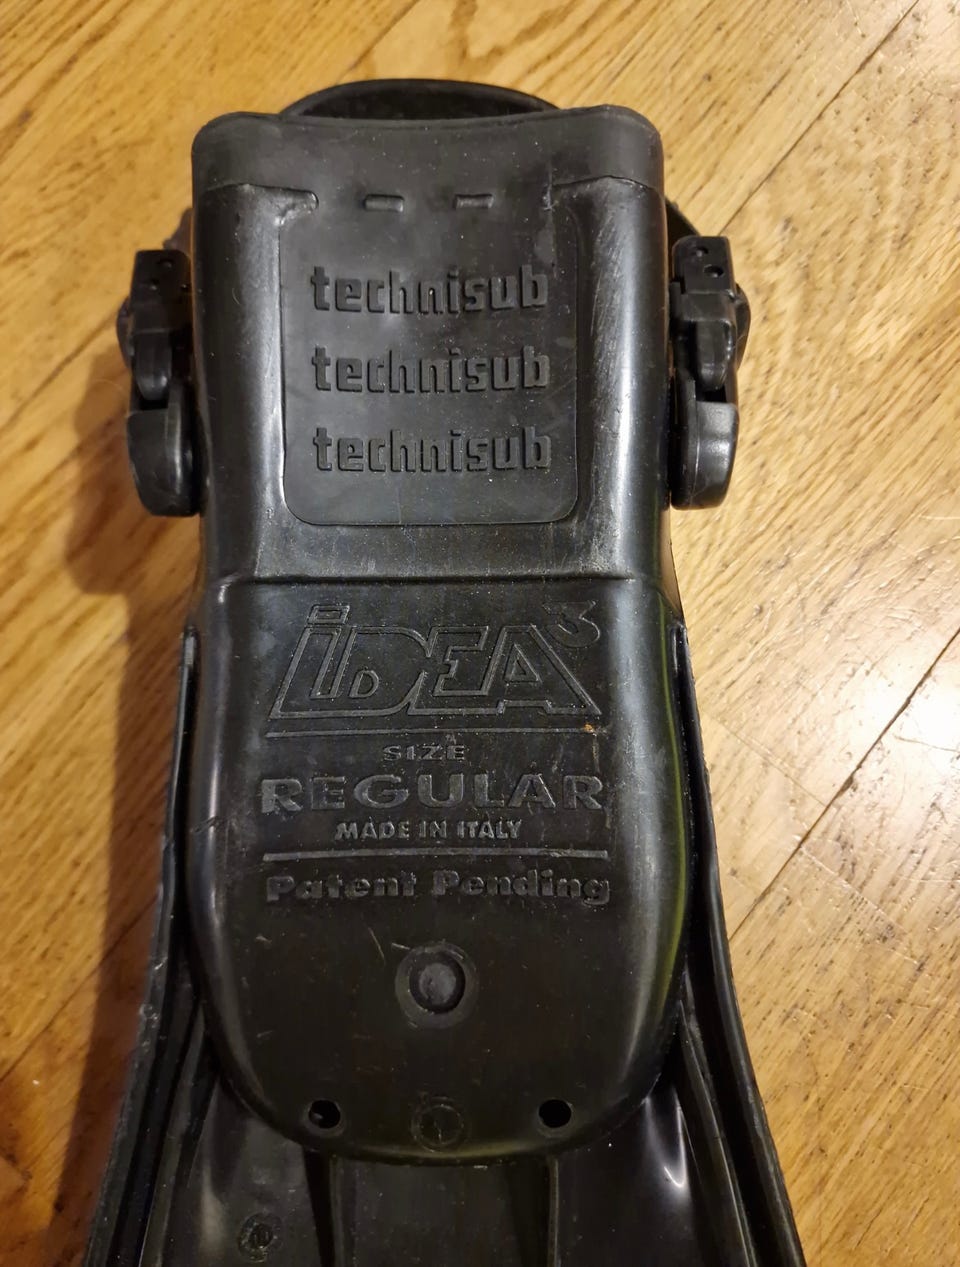 technisub
technisub
technisub
iDEA³
SIZE
REGULAR
MADE IN ITALY
Patent Pending